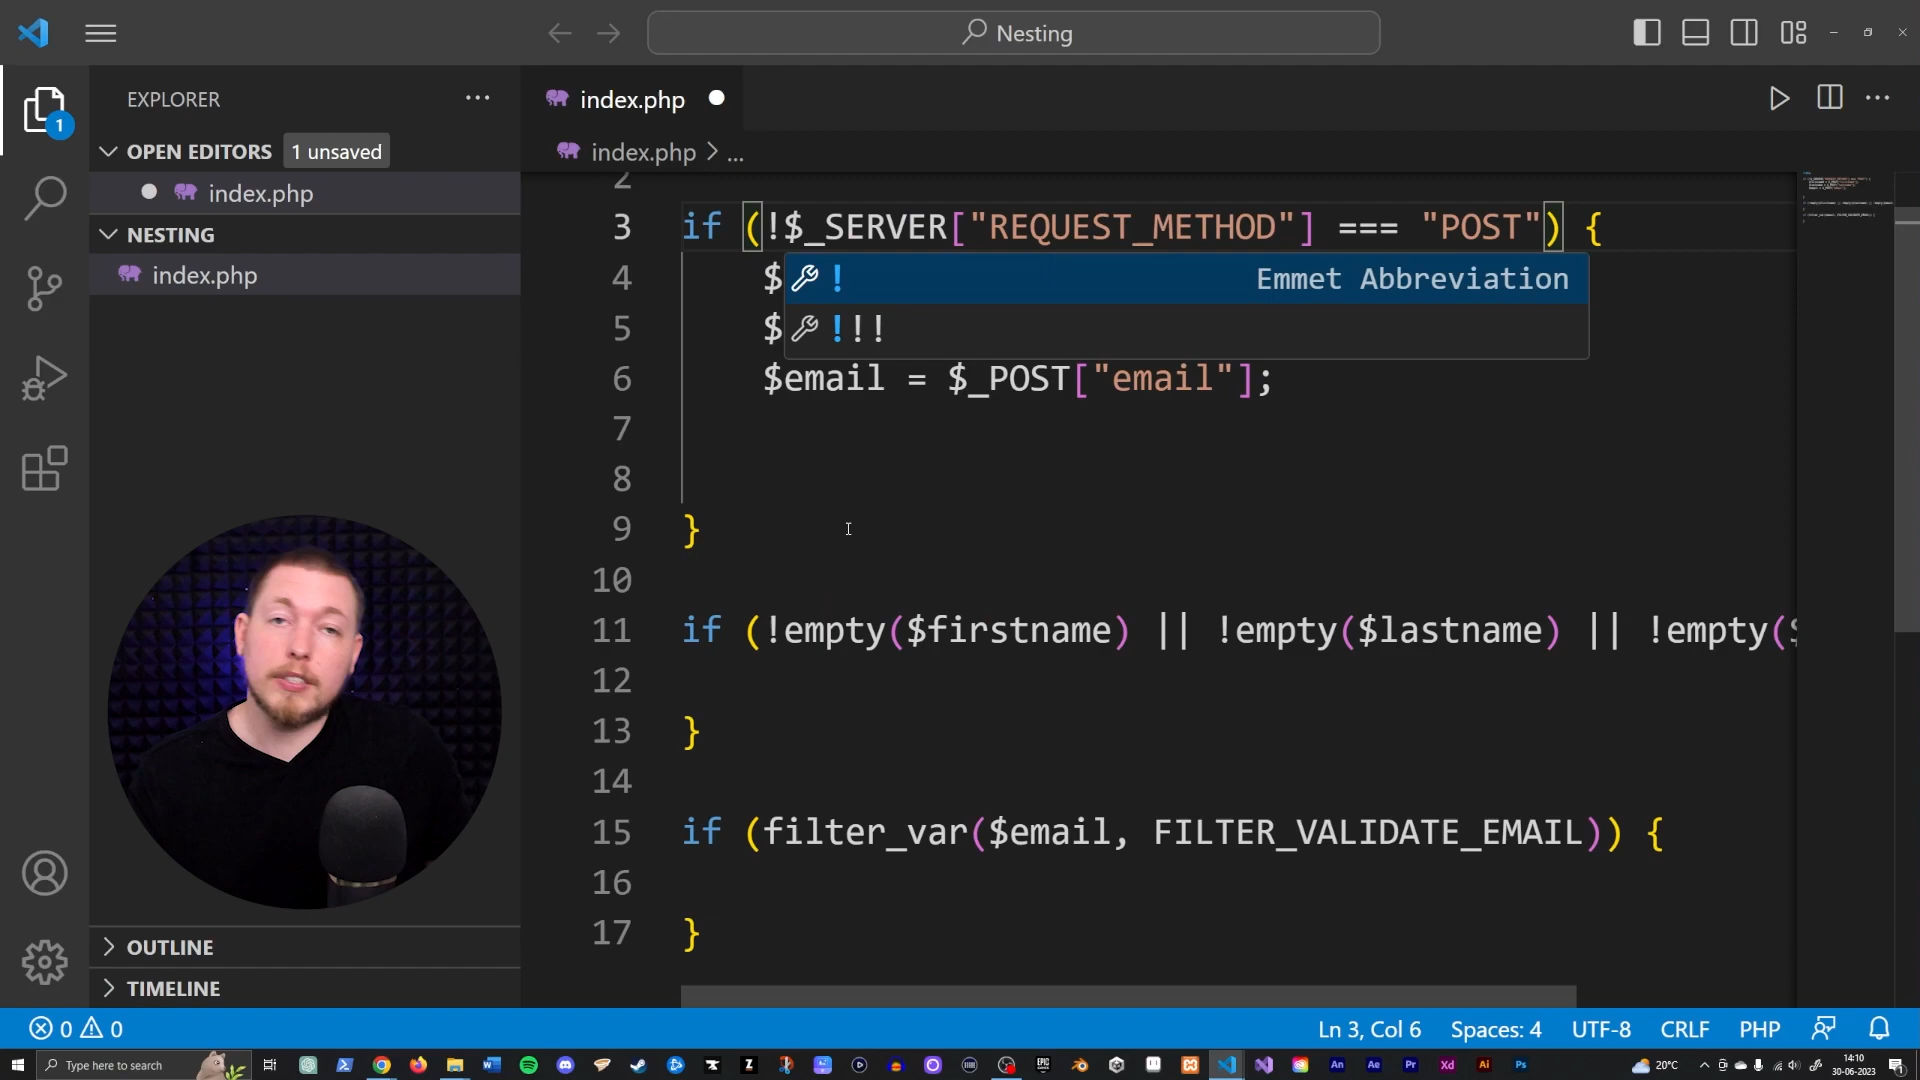 Nesting
EXPLORER
OPEN EDITORS 1 unsaved
index.php
NESTING
index.php
OUTLINE
TIMELINE
index.php
index.php > ...
2
3 if (!$_SERVER["REQUEST_METHOD"] === "POST") {
4 $
! Emmet Abbreviation
5 $
!!!
6 $email = $_POST["email"];
7
8
9 }
10
11 if (!empty($firstname) || !empty($lastname) || !empty($
12
13 }
14
15 if (filter_var($email, FILTER_VALIDATE_EMAIL)) {
16
17 }
1
0 0
Ln 3, Col 6 Spaces: 4 UTF-8 CRLF PHP
Type here to search
20°C
14:10
30-06-2023